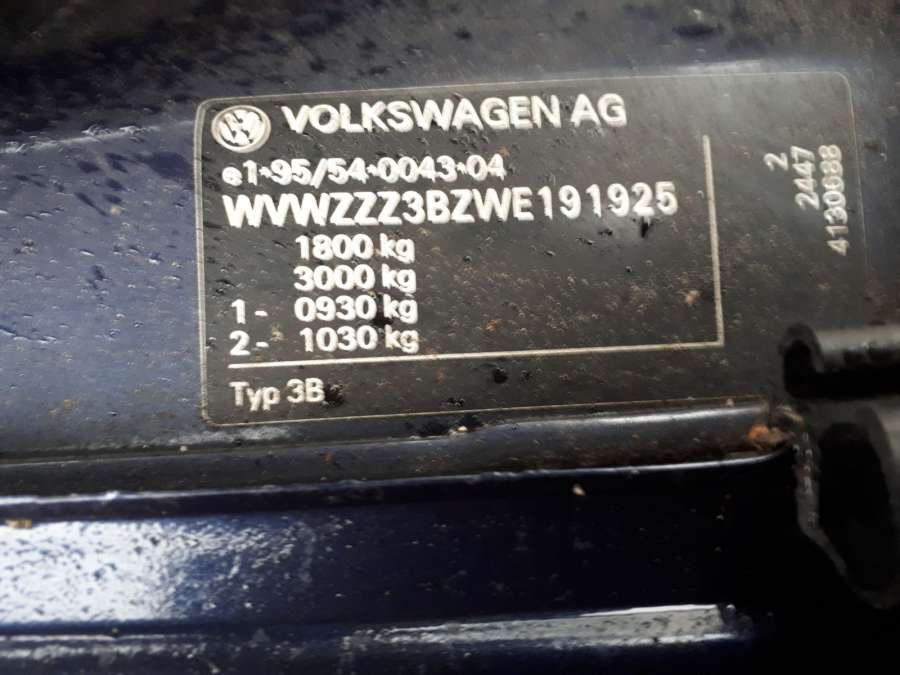 VOLKSWAGEN AG
e1*95/54*0043*04
WVWZZZ3BZWE191925
1800 kg
3000 kg
1- 0930 kg
2- 1030 kg
Typ 3B
2
2447
4130688